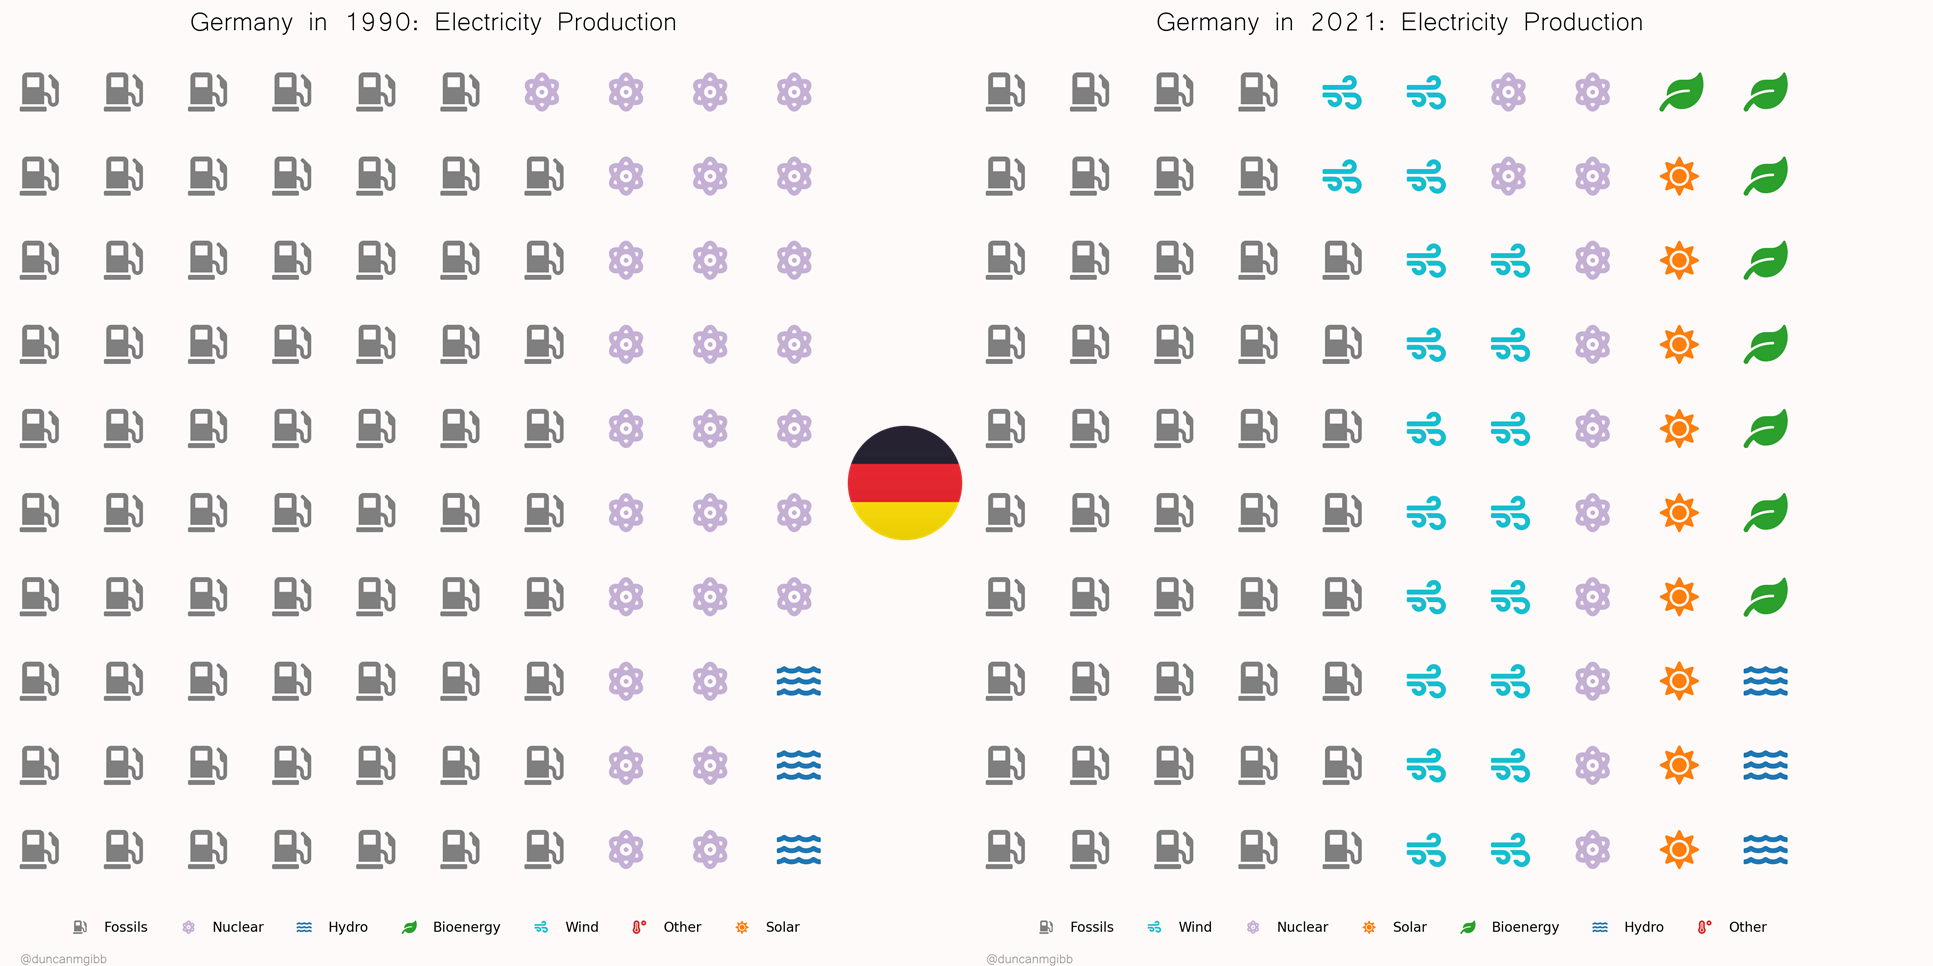 Germany in 1990: Electricity Production
Germany in 2021: Electricity Production
Fossils Nuclear Hydro Bioenergy Wind Other Solar
Fossils Wind Nuclear Solar Bioenergy Hydro Other
@duncanmgibb
@duncanmgibb